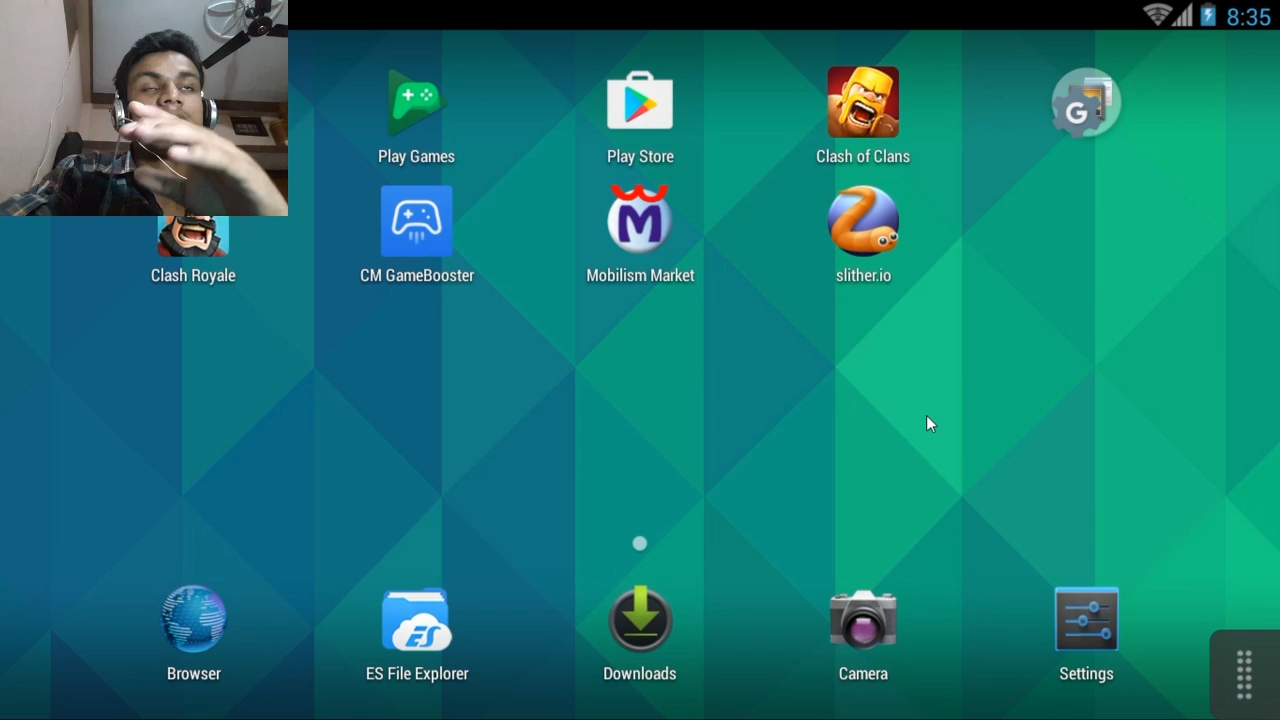 8:35
Play Games
Play Store
Clash of Clans
G
Clash Royale
CM GameBooster
M
Mobilism Market
slither.io
ES
Browser
ES File Explorer
Downloads
Camera
Settings